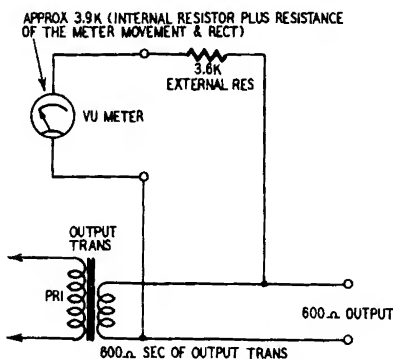 APPROX 3.9K (INTERNAL RESISTOR PLUS RESISTANCE
OF THE METER MOVEMENT & RECT)
3.6K
EXTERNAL RES
VU METER
OUTPUT
TRANS
PRI
600Ω OUTPUT
600Ω SEC OF OUTPUT TRANS